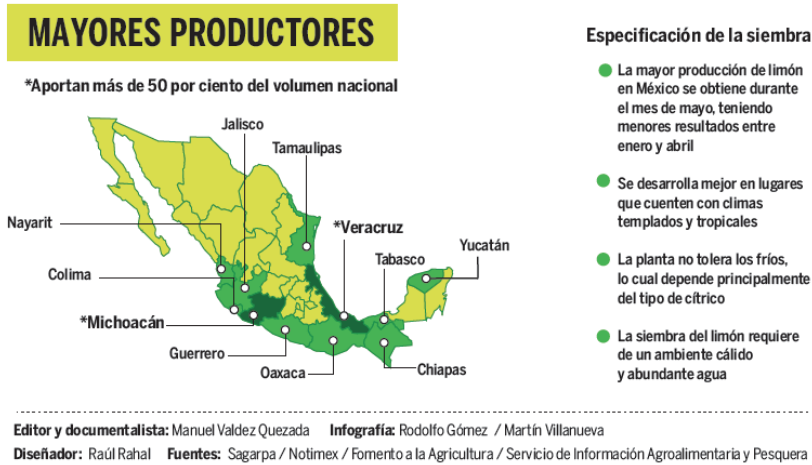 MAYORES PRODUCTORES
*Aportan más de 50 por ciento del volumen nacional
Jalisco
Tamaulipas
Nayarit
*Veracruz
Yucatán
Colima
Tabasco
*Michoacán
Guerrero
Oaxaca
Chiapas
Especificación de la siembra
La mayor producción de limón
en México se obtiene durante
el mes de mayo, teniendo
menores resultados entre
enero y abril
Se desarrolla mejor en lugares
que cuenten con climas
templados y tropicales
La planta no tolera los fríos,
lo cual depende principalmente
del tipo de cítrico
La siembra del limón requiere
de un ambiente cálido
y abundante agua
Editor y documentalista: Manuel Valdez Quezada Infografía: Rodolfo Gómez / Martín Villanueva
Diseñador: Raúl Rahal Fuentes: Sagarpa / Notimex / Fomento a la Agricultura / Servicio de Información Agroalimentaria y Pesquera